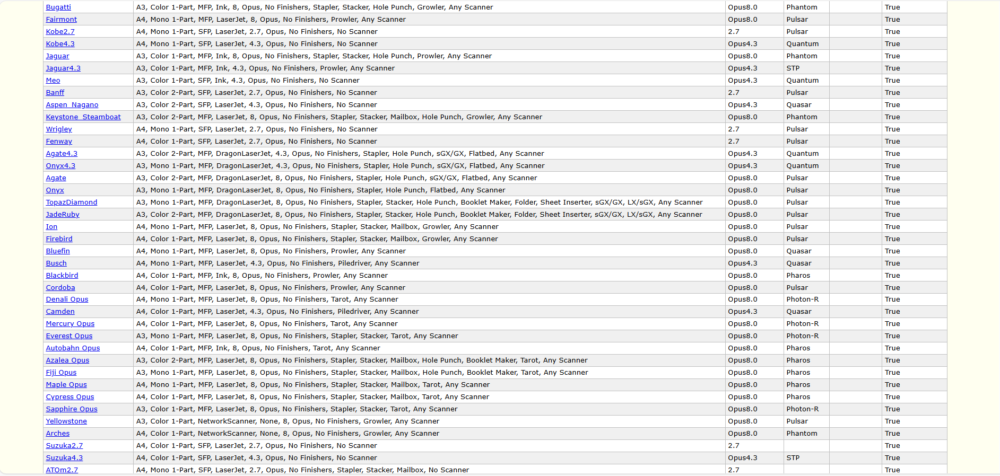 Bugatti A3, Color 1-Part, MFP, Ink, 8, Opus, No Finishers, Stapler, Stacker, Hole Punch, Growler, Any Scanner Opus8.0 Phantom True
Fairmont A4, Mono 1-Part, MFP, LaserJet, 8, Opus, No Finishers, Prowler, Any Scanner Opus8.0 Pulsar True
Kobe2.7 A4, Mono 1-Part, SFP, LaserJet, 2.7, Opus, No Finishers, No Scanner 2.7 Pulsar True
Kobe4.3 A4, Mono 1-Part, SFP, LaserJet, 4.3, Opus, No Finishers, No Scanner Opus4.3 Quantum True
Jaguar A3, Color 1-Part, MFP, Ink, 8, Opus, No Finishers, Stapler, Stacker, Hole Punch, Prowler, Any Scanner Opus8.0 Phantom True
Jaguar4.3 A3, Color 1-Part, MFP, Ink, 4.3, Opus, No Finishers, Prowler, Any Scanner Opus4.3 STP True
Meo A3, Color 1-Part, SFP, Ink, 4.3, Opus, No Finishers, No Scanner Opus4.3 Quantum True
Banff A3, Color 2-Part, SFP, LaserJet, 2.7, Opus, No Finishers, No Scanner 2.7 Pulsar True
Aspen_Nagano A3, Color 2-Part, SFP, LaserJet, 4.3, Opus, No Finishers, No Scanner Opus4.3 Quasar True
Keystone_Steamboat A3, Color 2-Part, MFP, LaserJet, 8, Opus, No Finishers, Stapler, Stacker, Mailbox, Hole Punch, Growler, Any Scanner Opus8.0 Phantom True
Wrigley A4, Mono 1-Part, SFP, LaserJet, 2.7, Opus, No Finishers, No Scanner 2.7 Pulsar True
Fenway A4, Color 1-Part, SFP, LaserJet, 2.7, Opus, No Finishers, No Scanner 2.7 Pulsar True
Agate4.3 A3, Color 2-Part, MFP, DragonLaserJet, 4.3, Opus, No Finishers, Stapler, Hole Punch, sGX/GX, Flatbed, Any Scanner Opus4.3 Quantum True
Onyx4.3 A3, Mono 1-Part, MFP, DragonLaserJet, 4.3, Opus, No Finishers, Stapler, Hole Punch, sGX/GX, Flatbed, Any Scanner Opus4.3 Quantum True
Agate A3, Color 2-Part, MFP, DragonLaserJet, 8, Opus, No Finishers, Stapler, Hole Punch, sGX/GX, Flatbed, Any Scanner Opus8.0 Pulsar True
Onyx A3, Mono 1-Part, MFP, DragonLaserJet, 8, Opus, No Finishers, Stapler, Hole Punch, Flatbed, Any Scanner Opus8.0 Pulsar True
TopazDiamond A3, Mono 1-Part, MFP, DragonLaserJet, 8, Opus, No Finishers, Stapler, Stacker, Hole Punch, Booklet Maker, Folder, Sheet Inserter, sGX/GX, LX/sGX, Any Scanner Opus8.0 Pulsar True
JadeRuby A3, Color 2-Part, MFP, DragonLaserJet, 8, Opus, No Finishers, Stapler, Stacker, Hole Punch, Booklet Maker, Folder, Sheet Inserter, sGX/GX, LX/sGX, Any Scanner Opus8.0 Pulsar True
Ion A4, Mono 1-Part, MFP, LaserJet, 8, Opus, No Finishers, Stapler, Stacker, Mailbox, Growler, Any Scanner Opus8.0 Pulsar True
Firebird A4, Color 1-Part, MFP, LaserJet, 8, Opus, No Finishers, Stapler, Stacker, Mailbox, Growler, Any Scanner Opus8.0 Pulsar True
Bluefin A4, Mono 1-Part, MFP, LaserJet, 8, Opus, No Finishers, Prowler, Any Scanner Opus8.0 Quasar True
Busch A4, Mono 1-Part, MFP, LaserJet, 4.3, Opus, No Finishers, Piledriver, Any Scanner Opus4.3 Quasar True
Blackbird A4, Color 1-Part, MFP, Ink, 8, Opus, No Finishers, Prowler, Any Scanner Opus8.0 Pharos True
Cordoba A4, Color 1-Part, MFP, LaserJet, 8, Opus, No Finishers, Prowler, Any Scanner Opus8.0 Pulsar True
Denali Opus A4, Mono 1-Part, MFP, LaserJet, 8, Opus, No Finishers, Tarot, Any Scanner Opus8.0 Photon-R True
Camden A4, Color 1-Part, MFP, LaserJet, 4.3, Opus, No Finishers, Piledriver, Any Scanner Opus4.3 Quasar True
Mercury Opus A4, Color 1-Part, MFP, LaserJet, 8, Opus, No Finishers, Tarot, Any Scanner Opus8.0 Photon-R True
Everest Opus A3, Mono 1-Part, MFP, LaserJet, 8, Opus, No Finishers, Stapler, Stacker, Tarot, Any Scanner Opus8.0 Photon-R True
Autobahn Opus A4, Color 1-Part, MFP, Ink, 8, Opus, No Finishers, Tarot, Any Scanner Opus8.0 Pharos True
Azalea Opus A3, Color 2-Part, MFP, LaserJet, 8, Opus, No Finishers, Stapler, Stacker, Mailbox, Hole Punch, Booklet Maker, Tarot, Any Scanner Opus8.0 Pharos True
Fiji Opus A3, Mono 1-Part, MFP, LaserJet, 8, Opus, No Finishers, Stapler, Stacker, Mailbox, Hole Punch, Booklet Maker, Tarot, Any Scanner Opus8.0 Pharos True
Maple Opus A4, Mono 1-Part, MFP, LaserJet, 8, Opus, No Finishers, Stapler, Stacker, Mailbox, Tarot, Any Scanner Opus8.0 Pharos True
Cypress Opus A4, Color 1-Part, MFP, LaserJet, 8, Opus, No Finishers, Stapler, Stacker, Mailbox, Tarot, Any Scanner Opus8.0 Pharos True
Sapphire Opus A3, Color 1-Part, MFP, LaserJet, 8, Opus, No Finishers, Stapler, Stacker, Tarot, Any Scanner Opus8.0 Photon-R True
Yellowstone A3, Color 1-Part, NetworkScanner, None, 8, Opus, No Finishers, Growler, Any Scanner Opus8.0 Pulsar True
Arches A4, Color 1-Part, NetworkScanner, None, 8, Opus, No Finishers, Growler, Any Scanner Opus8.0 Phantom True
Suzuka2.7 A4, Color 1-Part, SFP, LaserJet, 2.7, Opus, No Finishers, No Scanner 2.7 True
Suzuka4.3 A4, Color 1-Part, SFP, LaserJet, 4.3, Opus, No Finishers, No Scanner Opus4.3 STP True
ATOm2.7 A4, Mono 1-Part, SFP, LaserJet, 2.7, Opus, No Finishers, Stapler, Stacker, Mailbox, No Scanner 2.7 True